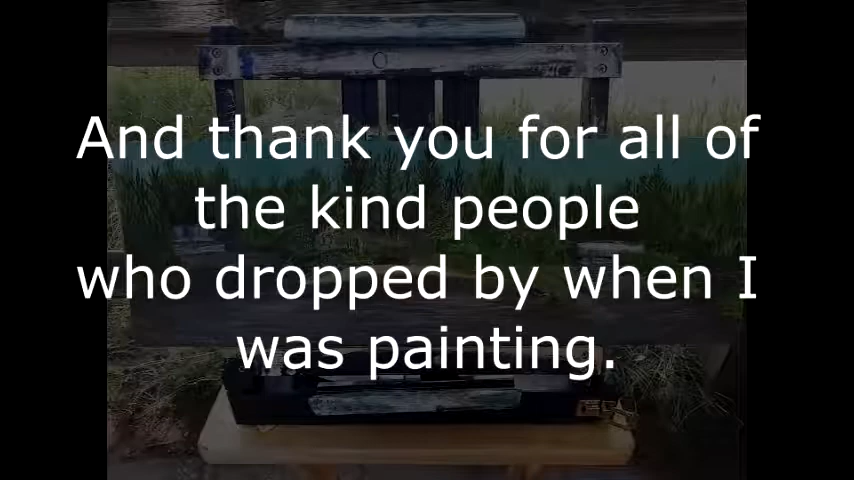 And thank you for all of
the kind people
who dropped by when I
was painting.